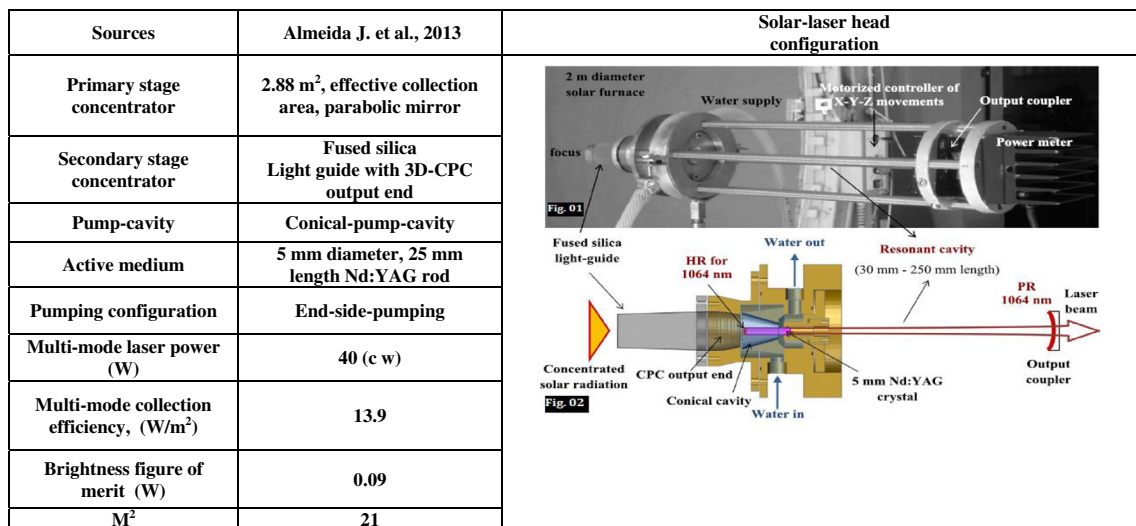 Sources
Almeida J. et al., 2013
Solar-laser head
configuration
Primary stage
concentrator
2.88 m², effective collection
area, parabolic mirror
Secondary stage
concentrator
Fused silica
Light guide with 3D-CPC
output end
Pump-cavity
Conical-pump-cavity
Active medium
5 mm diameter, 25 mm
length Nd:YAG rod
Pumping configuration
End-side-pumping
Multi-mode laser power
(W)
40 (c w)
Multi-mode collection
efficiency, (W/m²)
13.9
Brightness figure of
merit (W)
0.09
M²
21
2 m diameter
solar furnace
Water supply
Motorized controller of
X-Y-Z movements
Output coupler
Power meter
focus
Fig. 01
Fused silica
light-guide
Water out
HR for
1064 nm
Resonant cavity
(30 mm - 250 mm length)
PR
1064 nm
Laser
beam
Concentrated
solar radiation
CPC output end
Conical cavity
Water in
5 mm Nd:YAG
crystal
Output
coupler
Fig. 02